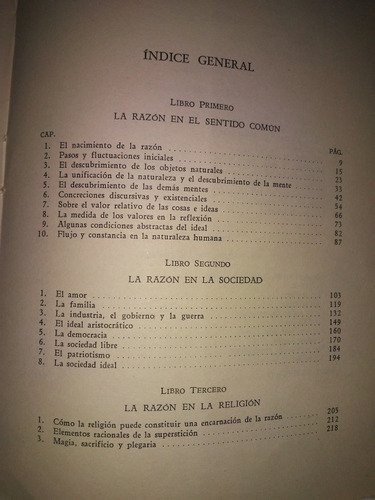 ÍNDICE GENERAL
LIBRO PRIMERO
LA RAZÓN EN EL SENTIDO COMÚN
CAP. PÁG.
1. El nacimiento de la razón 9
2. Pasos y fluctuaciones iniciales 15
3. El descubrimiento de los objetos naturales 23
4. La unificación de la naturaleza y el descubrimiento de la mente 33
5. El descubrimiento de las demás mentes 42
6. Concreciones discursivas y existenciales 54
7. Sobre el valor relativo de las cosas e ideas 66
8. La medida de los valores en la reflexión 73
9. Algunas condiciones abstractas del ideal 82
10. Flujo y constancia en la naturaleza humana 87
LIBRO SEGUNDO
LA RAZÓN EN LA SOCIEDAD
1. El amor 103
2. La familia 119
3. La industria, el gobierno y la guerra 132
4. El ideal aristocrático 149
5. La democracia 160
6. La sociedad libre 170
7. El patriotismo 184
8. La sociedad ideal 194
LIBRO TERCERO
LA RAZÓN EN LA RELIGIÓN
1. Cómo la religión puede constituir una encarnación de la razón 205
2. Elementos racionales de la superstición 212
3. Magia, sacrificio y plegaria 218